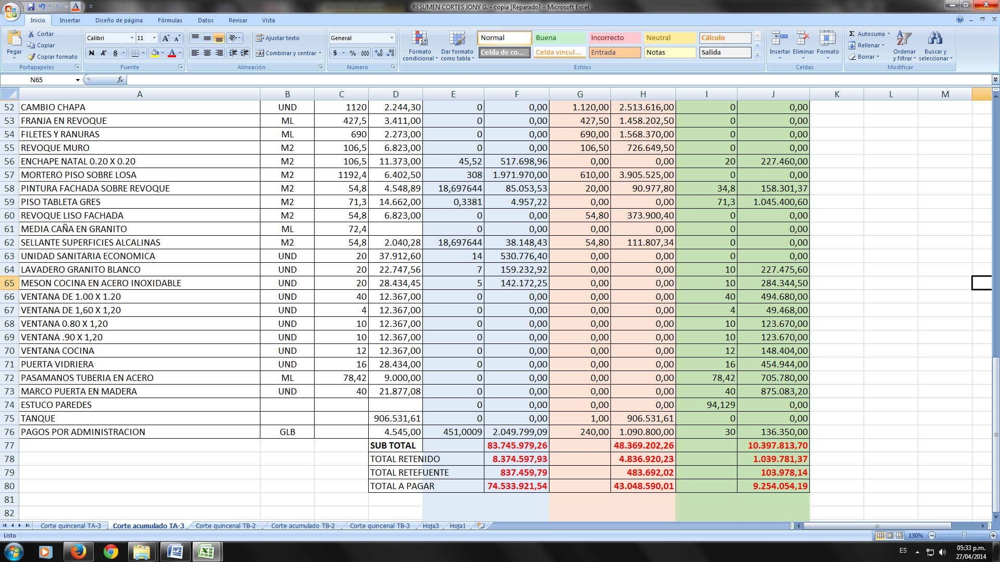 RESUMEN CORTES JONY G. - copia [Reparado] - Microsoft Excel
Inicio Insertar Diseño de página Fórmulas Datos Revisar Vista
Pegar Cortar Copiar Copiar formato Portapapeles
Calibri 11 N K S Fuente
Ajustar texto Combinar y centrar Alineación
General $ % 000 Número
Formato condicional Dar formato como tabla
Normal Buena Incorrecto Neutral Cálculo
Celda de co... Celda vincul... Entrada Notas Salida
Estilos
Insertar Eliminar Formato Celdas
Autosuma Rellenar Borrar Ordenar y filtrar Buscar y seleccionar Modificar
N65 fx
A B C D E F G H I J K L M
52 CAMBIO CHAPA UND 1120 2.244,30 0 0,00 1.120,00 2.513.616,00 0 0,00
53 FRANJA EN REVOQUE ML 427,5 3.411,00 0 0,00 427,50 1.458.202,50 0 0,00
54 FILETES Y RANURAS ML 690 2.273,00 0 0,00 690,00 1.568.370,00 0 0,00
55 REVOQUE MURO M2 106,5 6.823,00 0 0,00 106,50 726.649,50 0 0,00
56 ENCHAPE NATAL 0.20 X 0.20 M2 106,5 11.373,00 45,52 517.698,96 0,00 0,00 20 227.460,00
57 MORTERO PISO SOBRE LOSA M2 1192,4 6.402,50 308 1.971.970,00 610,00 3.905.525,00 0 0,00
58 PINTURA FACHADA SOBRE REVOQUE M2 54,8 4.548,89 18,697644 85.053,53 20,00 90.977,80 34,8 158.301,37
59 PISO TABLETA GRES M2 71,3 14.662,00 0,3381 4.957,22 0,00 0,00 71,3 1.045.400,60
60 REVOQUE LISO FACHADA M2 54,8 6.823,00 0 0,00 54,80 373.900,40 0 0,00
61 MEDIA CAÑA EN GRANITO ML 72,4 0 0,00 0,00 0,00 0 0,00
62 SELLANTE SUPERFICIES ALCALINAS M2 54,8 2.040,28 18,697644 38.148,43 54,80 111.807,34 0 0,00
63 UNIDAD SANITARIA ECONOMICA UND 20 37.912,60 14 530.776,40 0,00 0,00 0 0,00
64 LAVADERO GRANITO BLANCO UND 20 22.747,56 7 159.232,92 0,00 0,00 10 227.475,60
65 MESON COCINA EN ACERO INOXIDABLE UND 20 28.434,45 5 142.172,25 0,00 0,00 10 284.344,50
66 VENTANA DE 1.00 X 1.20 UND 40 12.367,00 0 0,00 0,00 0,00 40 494.680,00
67 VENTANA DE 1,60 X 1,20 UND 4 12.367,00 0 0,00 0,00 0,00 4 49.468,00
68 VENTANA 0.80 X 1,20 UND 10 12.367,00 0 0,00 0,00 0,00 10 123.670,00
69 VENTANA .90 X 1,20 UND 10 12.367,00 0 0,00 0,00 0,00 10 123.670,00
70 VENTANA COCINA UND 12 12.367,00 0 0,00 0,00 0,00 12 148.404,00
71 PUERTA VIDRIERA UND 16 28.434,00 0 0,00 0,00 0,00 16 454.944,00
72 PASAMANOS TUBERIA EN ACERO ML 78,42 9.000,00 0 0,00 0,00 0,00 78,42 705.780,00
73 MARCO PUERTA EN MADERA UND 40 21.877,08 0 0,00 0,00 0,00 40 875.083,20
74 ESTUCO PAREDES 0 0,00 0,00 0,00 94,129 0,00
75 TANQUE 906.531,61 0 0,00 1,00 906.531,61 0 0,00
76 PAGOS POR ADMINISTRACION GLB 4.545,00 451,0009 2.049.799,09 240,00 1.090.800,00 30 136.350,00
77 SUB TOTAL 83.745.979,26 48.369.202,26 10.397.813,70
78 TOTAL RETENIDO 8.374.597,93 4.836.920,23 1.039.781,37
79 TOTAL RETEFUENTE 837.459,79 483.692,02 103.978,14
80 TOTAL A PAGAR 74.533.921,54 43.048.590,01 9.254.054,19
81
82
Corte quincenal TA-3 Corte acumulado TA-3 Corte quincenal TB-2 Corte acumulado TB-2 Corte quincenal TB-3 Hoja3 Hoja1
Listo 130%
ES 05:33 p.m.
27/04/2014